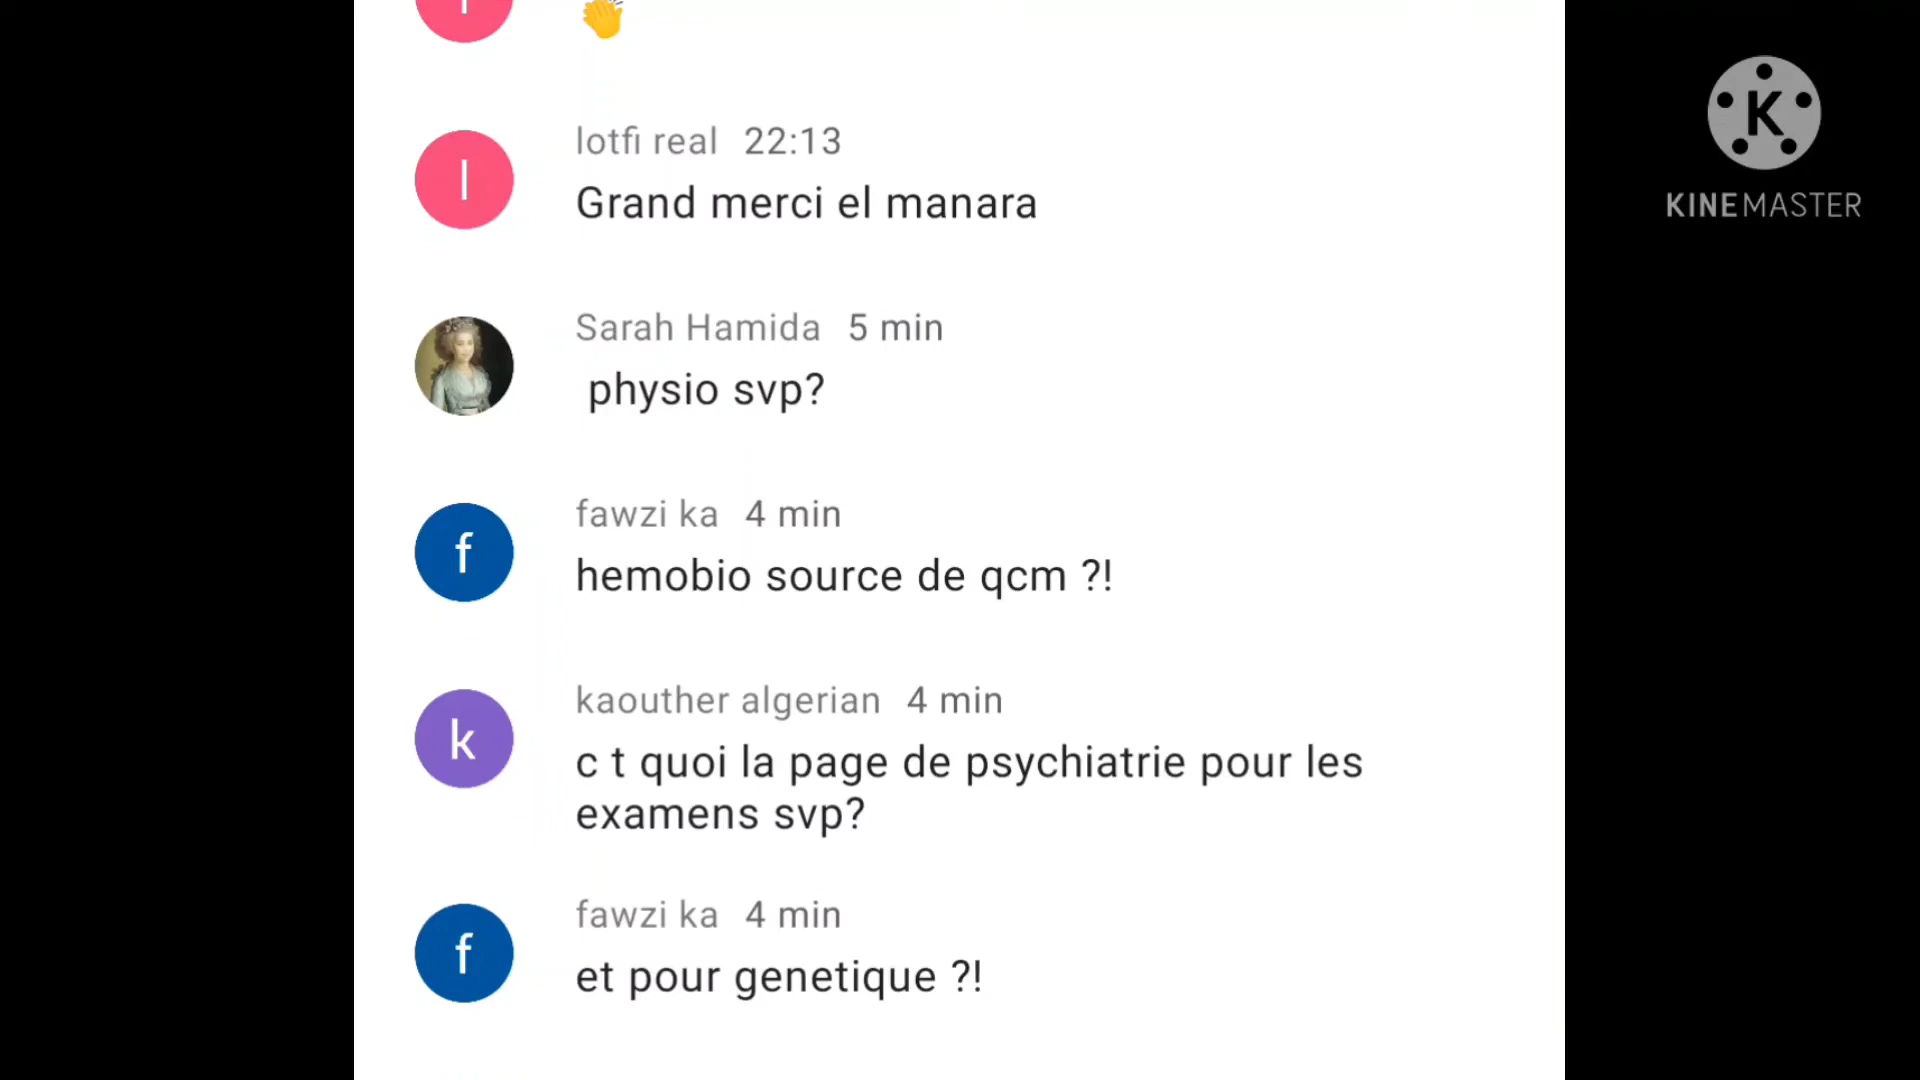 👏
lotfi real 22:13
l
Grand merci el manara
Sarah Hamida 5 min
physio svp?
fawzi ka 4 min
f
hemobio source de qcm ?!
kaouther algerian 4 min
k
c t quoi la page de psychiatrie pour les
examens svp?
fawzi ka 4 min
f
et pour genetique ?!
K
KINEMASTER